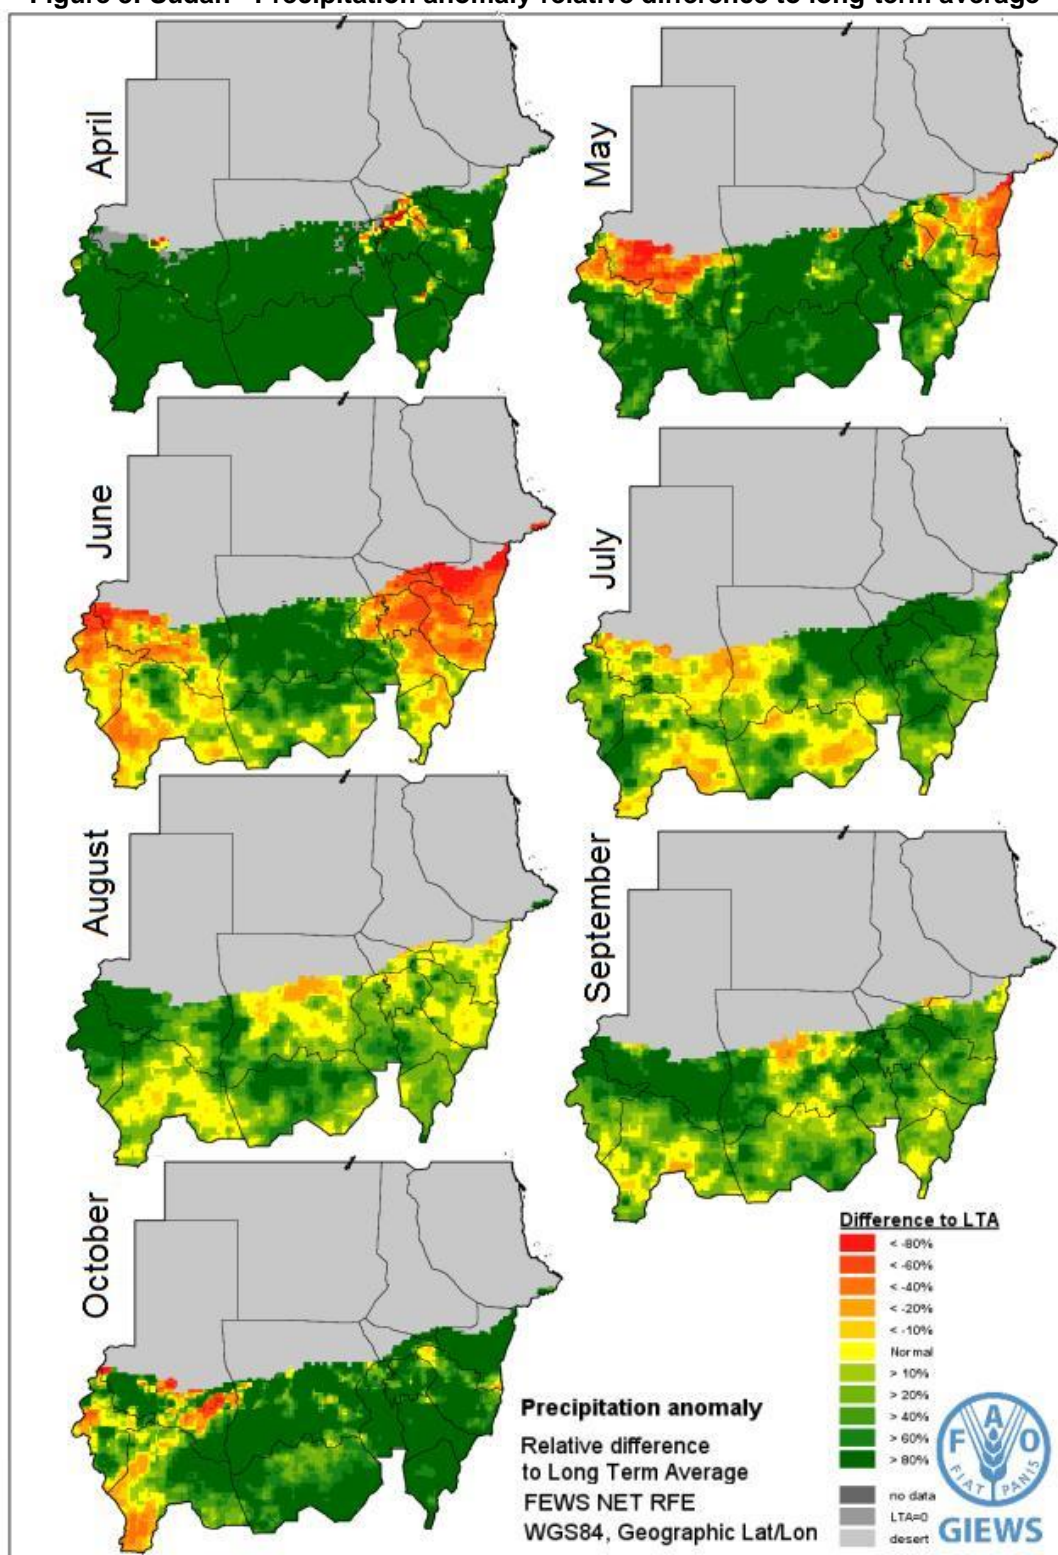 Figure 3: Sudan - Precipitation anomaly relative difference to long-term average
April
May
June
July
August
September
October
Difference to LTA
< -80%
< -60%
< -40%
< -20%
< -10%
Normal
> 10%
> 20%
> 40%
> 60%
> 80%
no data
LTA=0
desert
Precipitation anomaly
Relative difference
to Long Term Average
FEWS NET RFE
WGS84, Geographic Lat/Lon
F A O
FIAT PANIS
GIEWS